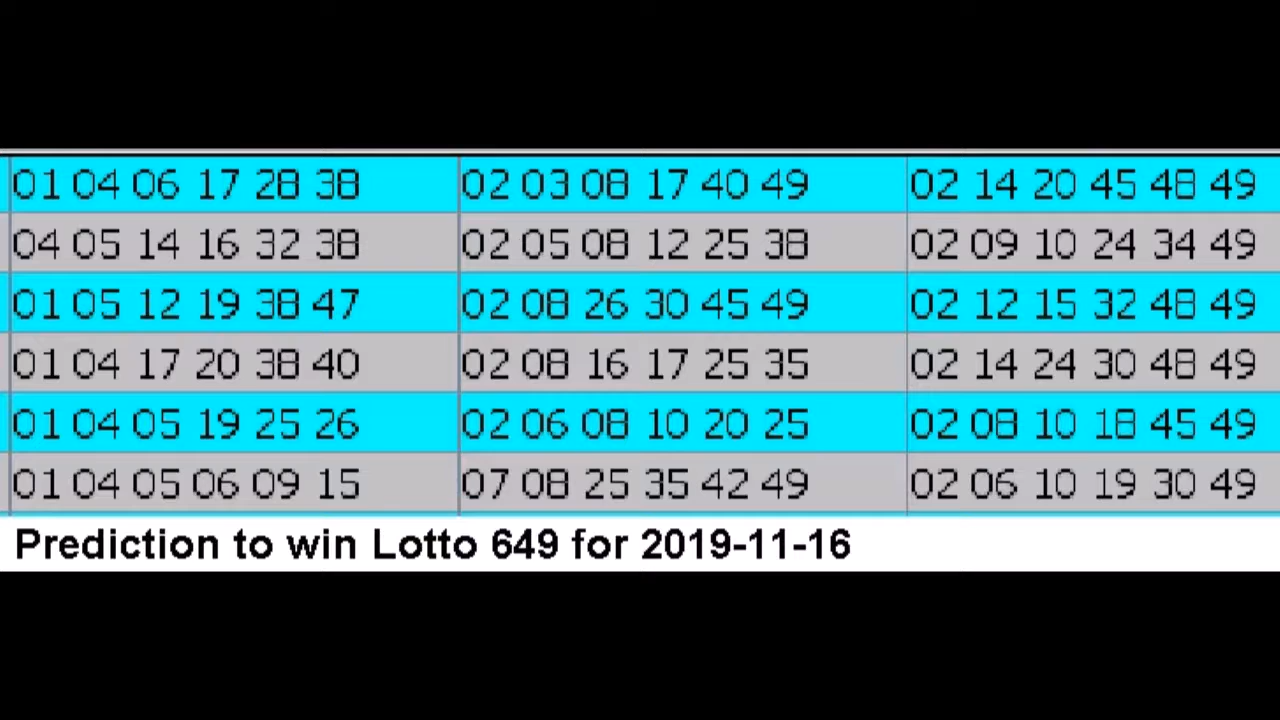 01 04 06 17 28 38 02 03 08 17 40 49 02 14 20 45 48 49
04 05 14 16 32 38 02 05 08 12 25 38 02 09 10 24 34 49
01 05 12 19 38 47 02 08 26 30 45 49 02 12 15 32 48 49
01 04 17 20 38 40 02 08 16 17 25 35 02 14 24 30 48 49
01 04 05 19 25 26 02 06 08 10 20 25 02 08 10 18 45 49
01 04 05 06 09 15 07 08 25 35 42 49 02 06 10 19 30 49
Prediction to win Lotto 649 for 2019-11-16